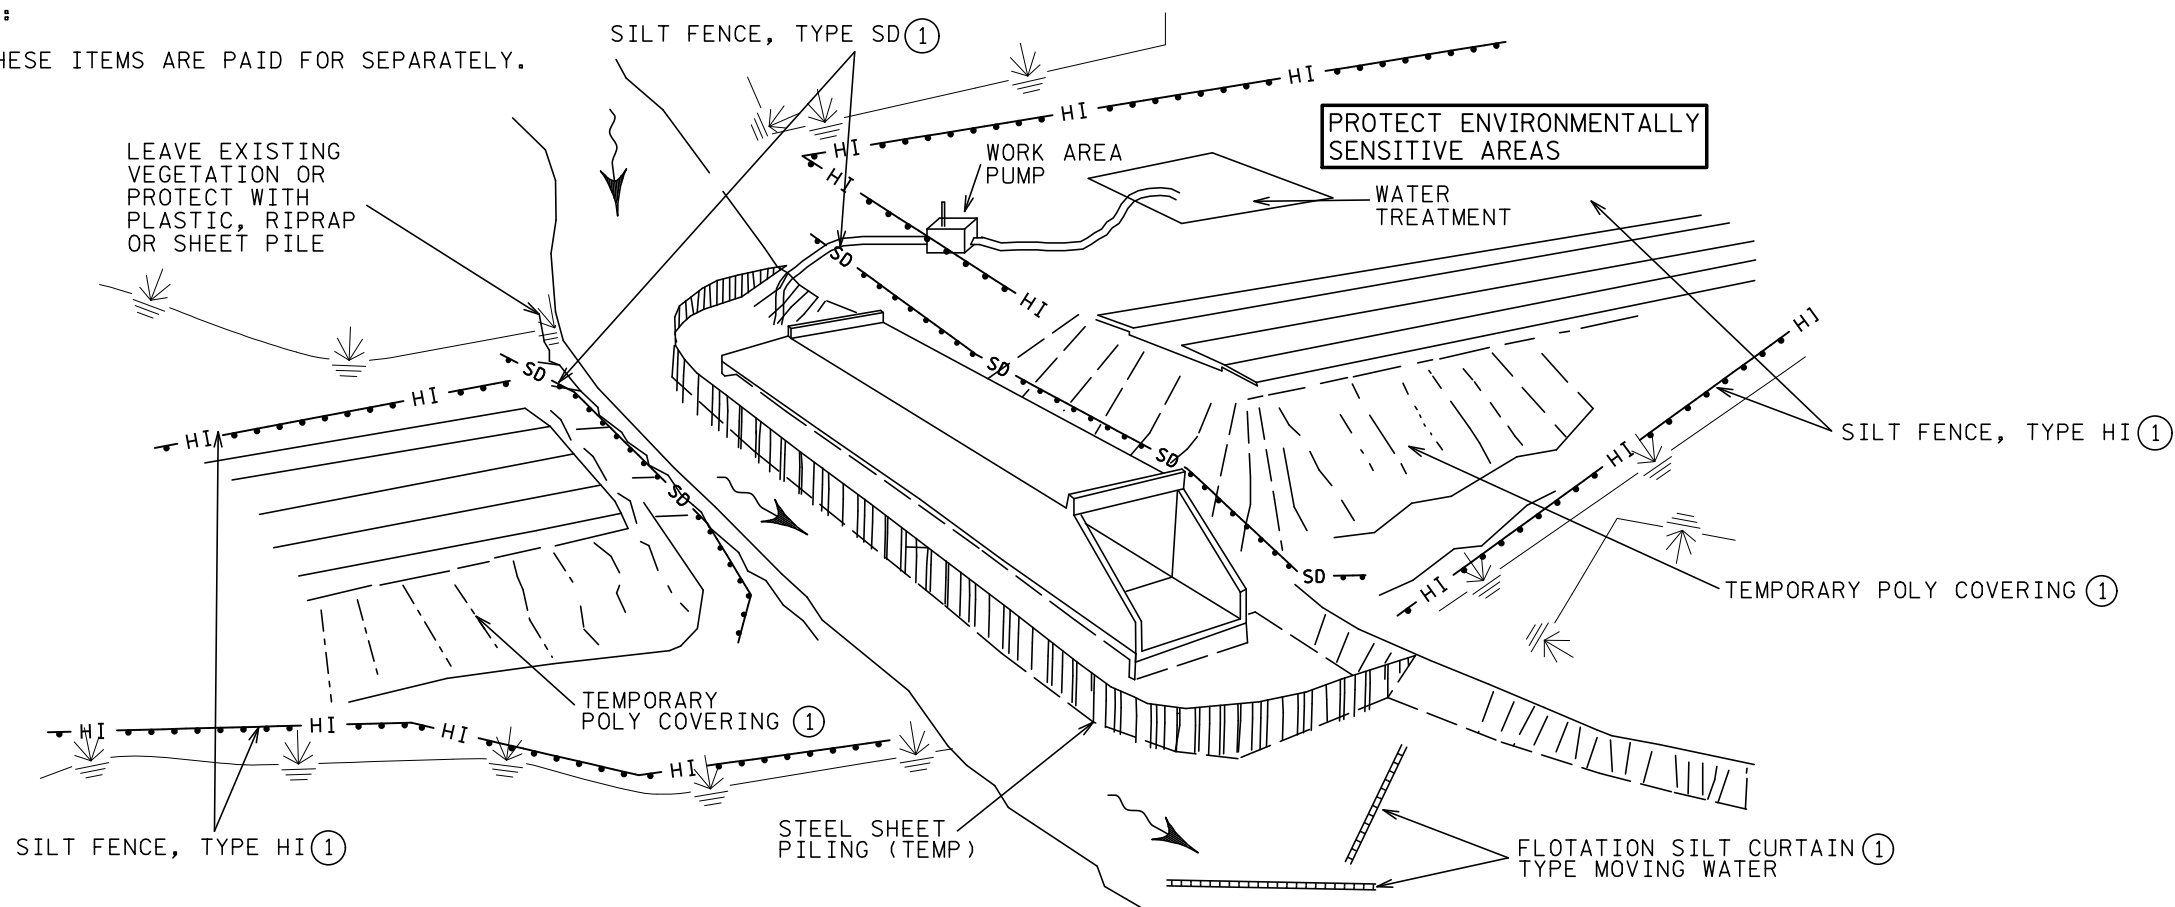 :
HESE ITEMS ARE PAID FOR SEPARATELY.
SILT FENCE, TYPE SD 1
LEAVE EXISTING
VEGETATION OR
PROTECT WITH
PLASTIC, RIPRAP
OR SHEET PILE
WORK AREA
PUMP
PROTECT ENVIRONMENTALLY
SENSITIVE AREAS
WATER
TREATMENT
HI
HI
HI
HI
HI
SD
SD
SD
SD
HI
HI
HI
SILT FENCE, TYPE HI 1
HI
HI
SD
SD
TEMPORARY POLY COVERING 1
TEMPORARY
POLY COVERING 1
HI
HI
HI
HI
SILT FENCE, TYPE HI 1
STEEL SHEET
PILING (TEMP)
FLOTATION SILT CURTAIN 1
TYPE MOVING WATER